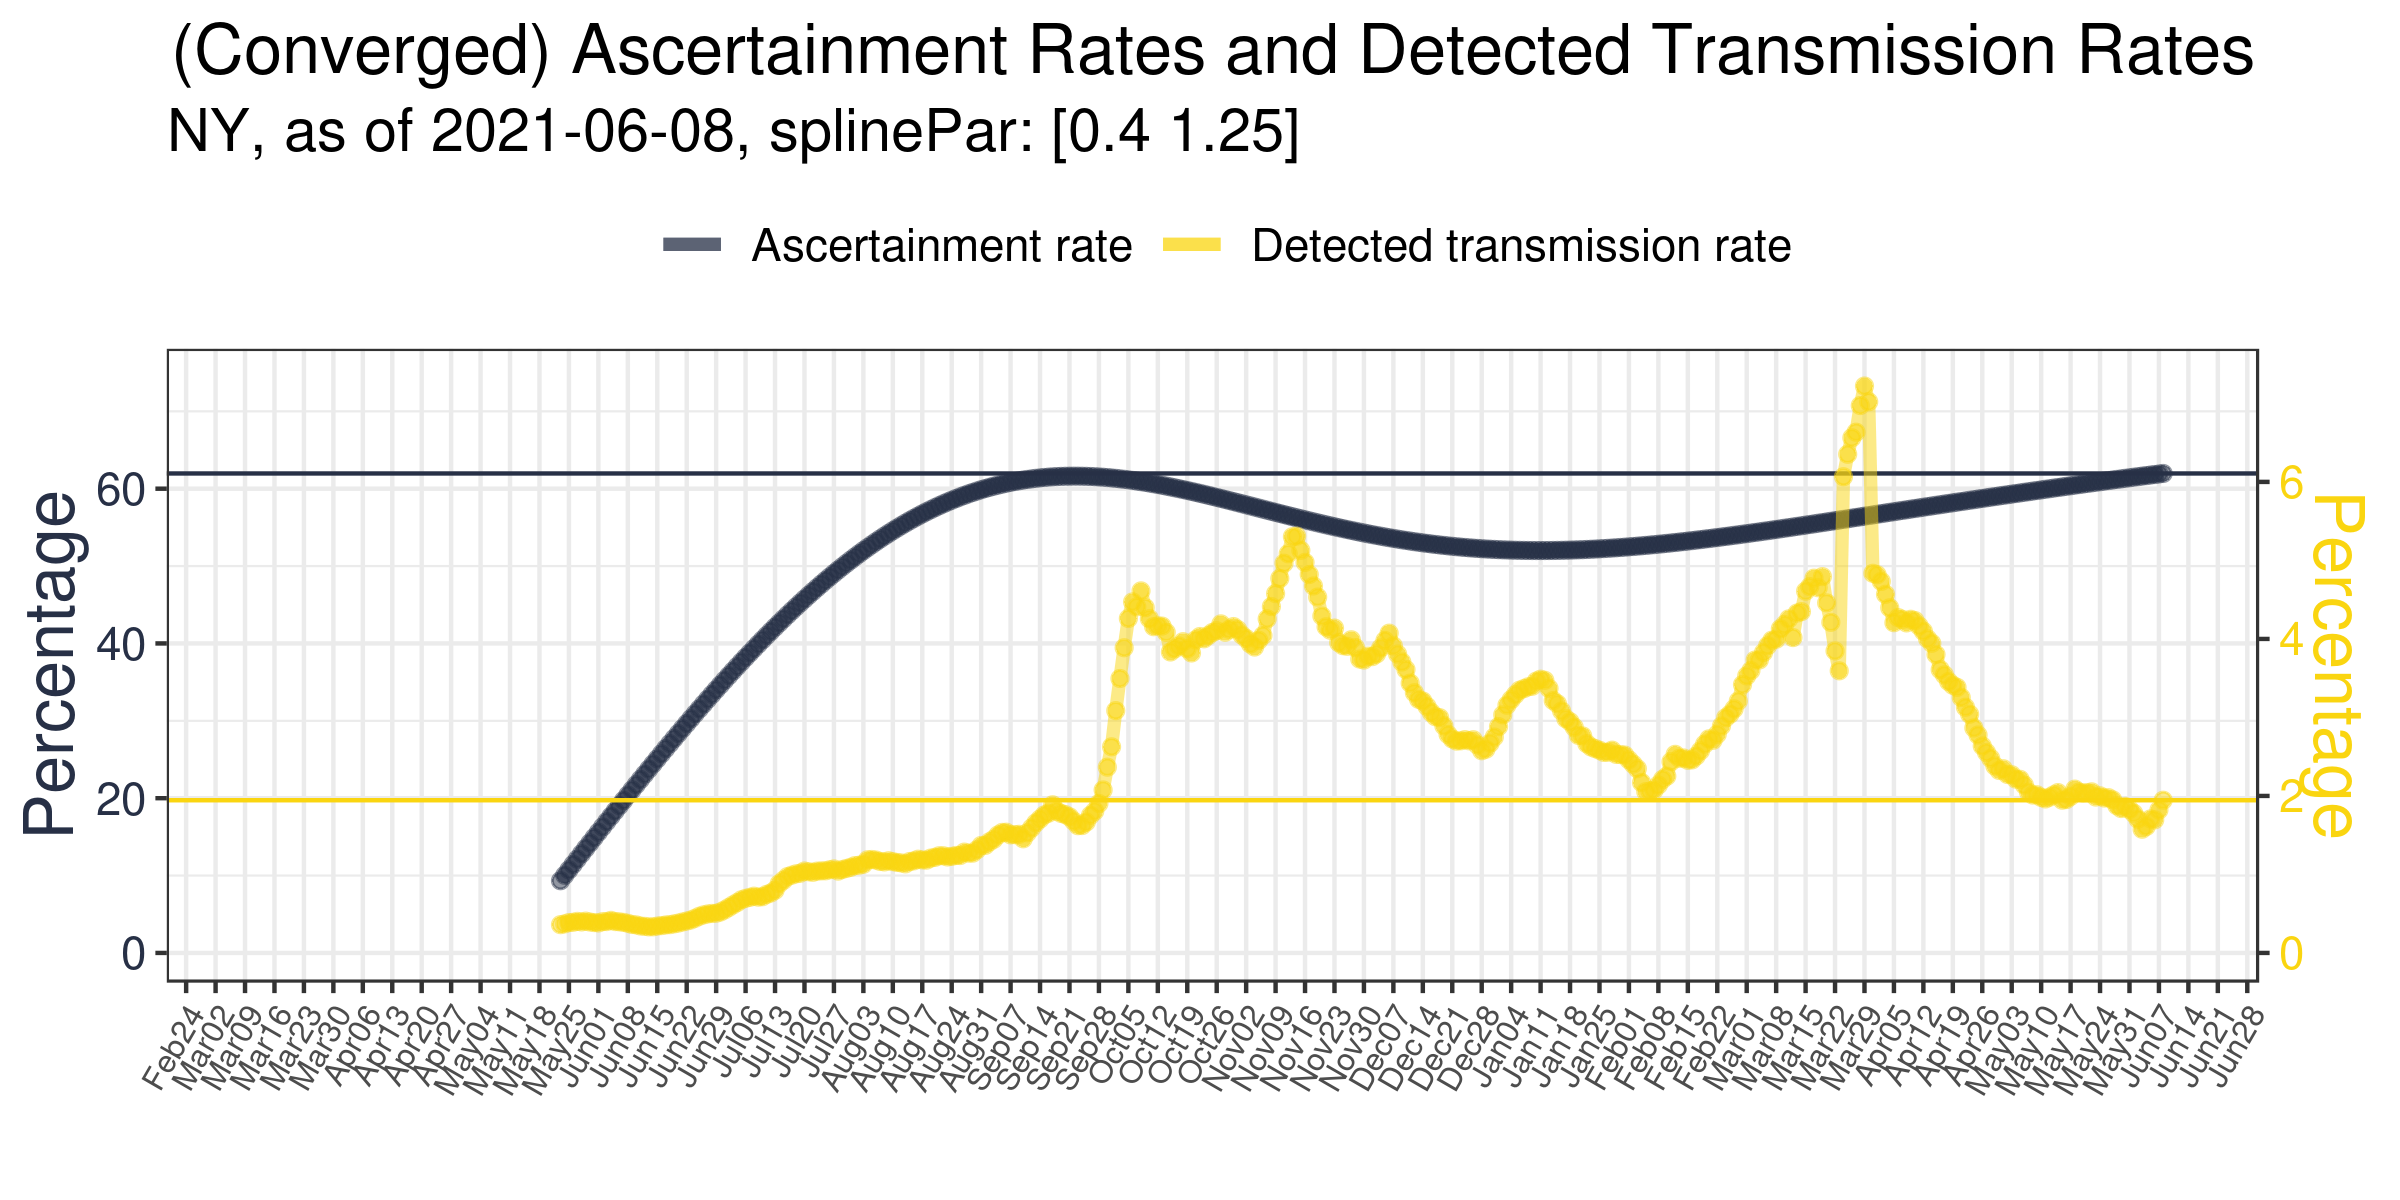 (Converged) Ascertainment Rates and Detected Transmission Rates
NY, as of 2021-06-08, splinePar: [0.4 1.25]
Ascertainment rate
Detected transmission rate
Percentage
60
40
20
0
6
4
2
0
Percentage
Feb24
Mar02
Mar09
Mar16
Mar23
Mar30
Apr06
Apr13
Apr20
Apr27
May04
May11
May18
May25
Jun01
Jun08
Jun15
Jun22
Jun29
Jul06
Jul13
Jul20
Jul27
Aug03
Aug10
Aug17
Aug24
Aug31
Sep07
Sep14
Sep21
Sep28
Oct05
Oct12
Oct19
Oct26
Nov02
Nov09
Nov16
Nov23
Nov30
Dec07
Dec14
Dec21
Dec28
Jan04
Jan11
Jan18
Jan25
Feb01
Feb08
Feb15
Feb22
Mar01
Mar08
Mar15
Mar22
Mar29
Apr05
Apr12
Apr19
Apr26
May03
May10
May17
May24
May31
Jun07
Jun14
Jun21
Jun28